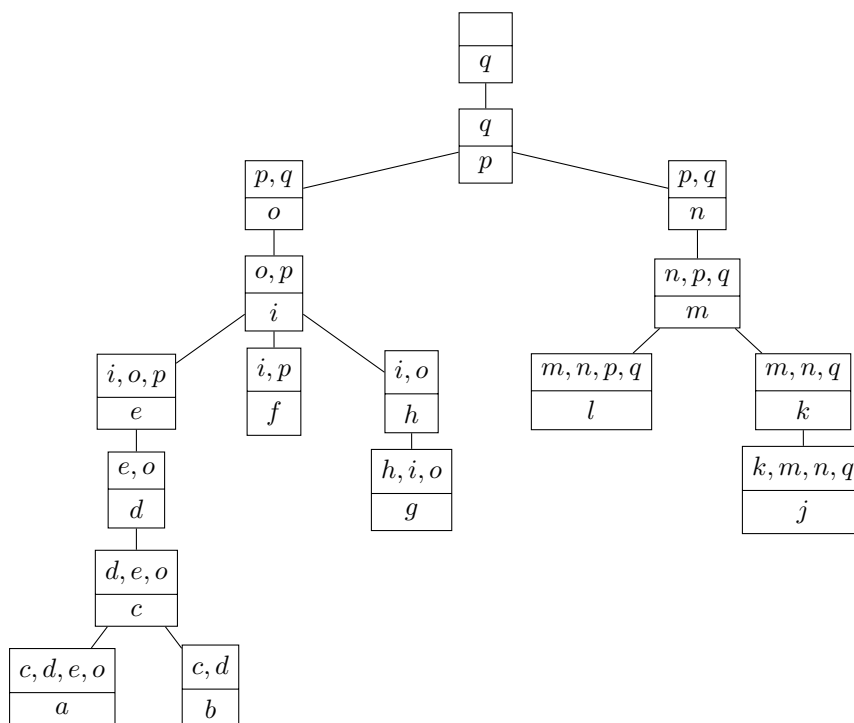 q
q
p
p, q
o
p, q
n
o, p
i
n, p, q
m
i, o, p
e
i, p
f
i, o
h
m, n, p, q
l
m, n, q
k
e, o
d
h, i, o
g
k, m, n, q
j
d, e, o
c
c, d, e, o
a
c, d
b